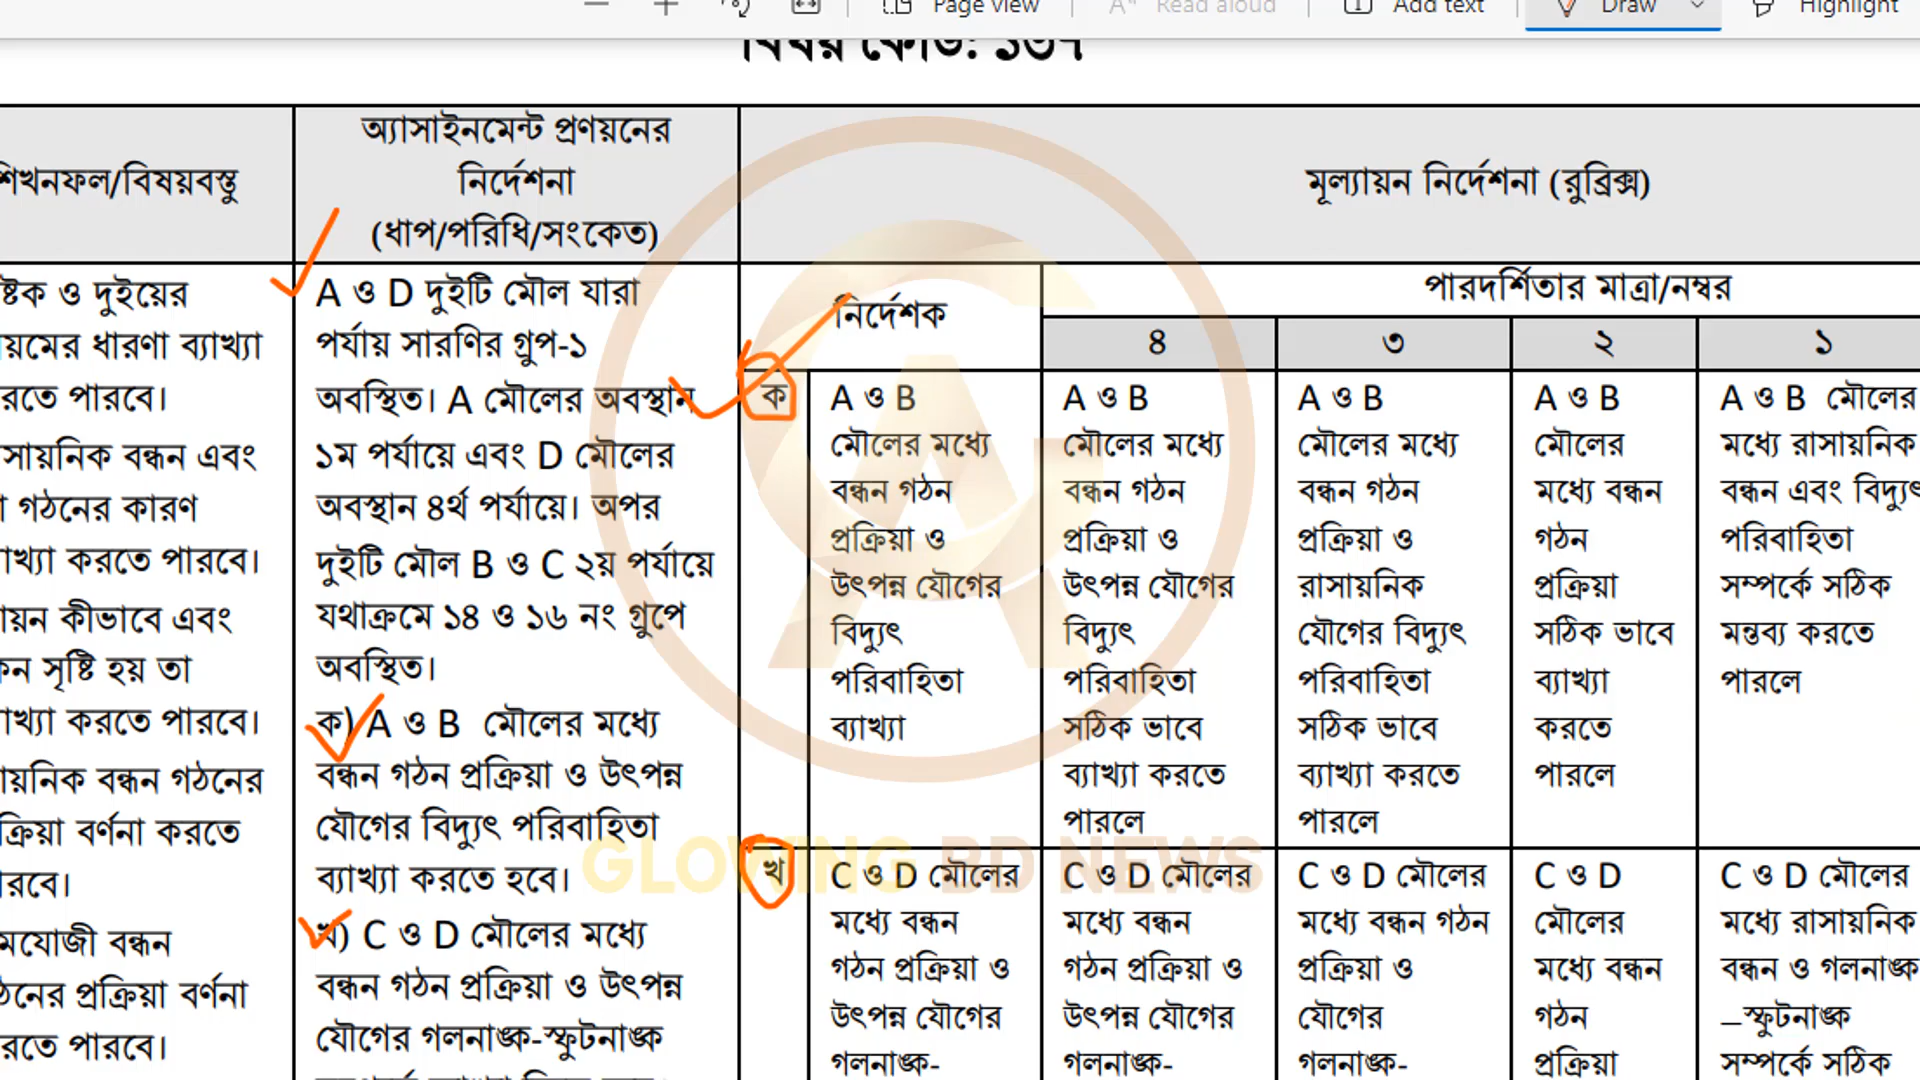 Page view
Read aloud
Add text
Draw
Highlight
বিষয় কোড: ১৩৭
শিখনফল/বিষয়বস্তু
অ্যাসাইনমেন্ট প্রণয়নের
নির্দেশনা
(ধাপ/পরিধি/সংকেত)
মূল্যায়ন নির্দেশনা (রুব্রিক্স)
ষ্টক ও দুইয়ের
য়মের ধারণা ব্যাখ্যা
রতে পারবে।
সায়নিক বন্ধন এবং
গঠনের কারণ
াখ্যা করতে পারবে।
ায়ন কীভাবে এবং
কন সৃষ্টি হয় তা
াখ্যা করতে পারবে।
ায়নিক বন্ধন গঠনের
ক্রিয়া বর্ণনা করতে
ারবে।
মযোজী বন্ধন
ঠনের প্রক্রিয়া বর্ণনা
রতে পারবে।
A ও D দুইটি মৌল যারা
পর্যায় সারণির গ্রুপ-১
অবস্থিত। A মৌলের অবস্থান
১ম পর্যায়ে এবং D মৌলের
অবস্থান ৪র্থ পর্যায়ে। অপর
দুইটি মৌল B ও C ২য় পর্যায়ে
যথাক্রমে ১৪ ও ১৬ নং গ্রুপে
অবস্থিত।
ক) A ও B মৌলের মধ্যে
বন্ধন গঠন প্রক্রিয়া ও উৎপন্ন
যৌগের বিদ্যুৎ পরিবাহিতা
ব্যাখ্যা করতে হবে।
খ) C ও D মৌলের মধ্যে
বন্ধন গঠন প্রক্রিয়া ও উৎপন্ন
যৌগের গলনাঙ্ক-স্ফুটনাঙ্ক
নির্দেশক
পারদর্শিতার মাত্রা/নম্বর
৪
৩
২
১
ক
A ও B
মৌলের মধ্যে
বন্ধন গঠন
প্রক্রিয়া ও
উৎপন্ন যৌগের
বিদ্যুৎ
পরিবাহিতা
ব্যাখ্যা
A ও B
মৌলের মধ্যে
বন্ধন গঠন
প্রক্রিয়া ও
উৎপন্ন যৌগের
বিদ্যুৎ
পরিবাহিতা
সঠিক ভাবে
ব্যাখ্যা করতে
পারলে
A ও B
মৌলের মধ্যে
বন্ধন গঠন
প্রক্রিয়া ও
রাসায়নিক
যৌগের বিদ্যুৎ
পরিবাহিতা
সঠিক ভাবে
ব্যাখ্যা করতে
পারলে
A ও B
মৌলের
মধ্যে বন্ধন
গঠন
প্রক্রিয়া
সঠিক ভাবে
ব্যাখ্যা
করতে
পারলে
A ও B মৌলের
মধ্যে রাসায়নিক
বন্ধন এবং বিদ্যুৎ
পরিবাহিতা
সম্পর্কে সঠিক
মন্তব্য করতে
পারলে
GLOWING BD NEWS
খ
C ও D মৌলের
মধ্যে বন্ধন
গঠন প্রক্রিয়া ও
উৎপন্ন যৌগের
গলনাঙ্ক-
C ও D মৌলের
মধ্যে বন্ধন
গঠন প্রক্রিয়া ও
উৎপন্ন যৌগের
গলনাঙ্ক-
C ও D মৌলের
মধ্যে বন্ধন গঠন
প্রক্রিয়া ও
যৌগের
গলনাঙ্ক-
C ও D
মৌলের
মধ্যে বন্ধন
গঠন
প্রক্রিয়া
C ও D মৌলের
মধ্যে রাসায়নিক
বন্ধন ও গলনাঙ্ক
–স্ফুটনাঙ্ক
সম্পর্কে সঠিক